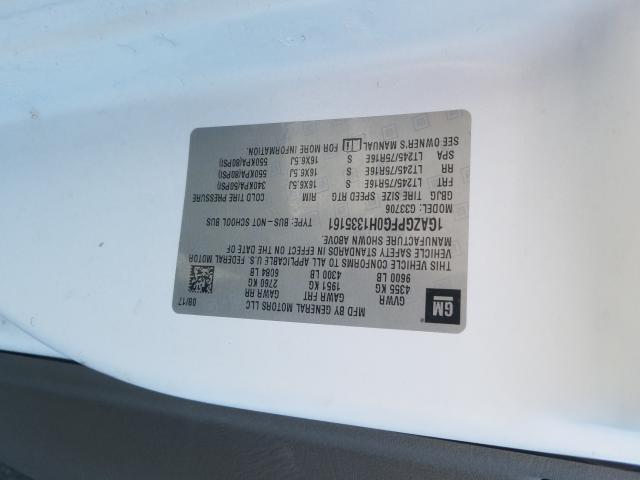 GM
MFD BY GENERAL MOTORS LLC 08/17
GVWR GAWR FRT GAWR RR
4355 KG 1951 KG 2760 KG
9600 LB 4300 LB 6084 LB
THIS VEHICLE CONFORMS TO ALL APPLICABLE U.S. FEDERAL MOTOR
VEHICLE SAFETY STANDARDS IN EFFECT ON THE DATE OF
MANUFACTURE SHOWN ABOVE.
1GAZGPFG0H1335161 TYPE: BUS-NOT SCHOOL BUS
MODEL: G33706
GBJG TIRE SIZE SPEED RTG RIM COLD TIRE PRESSURE
FRT LT245/75R16E S 16X6.5J 340KPA(50PSI)
RR LT245/75R16E S 16X6.5J 550KPA(80PSI)
SPA LT245/75R16E S 16X6.5J 550KPA(80PSI)
SEE OWNER'S MANUAL FOR MORE INFORMATION.